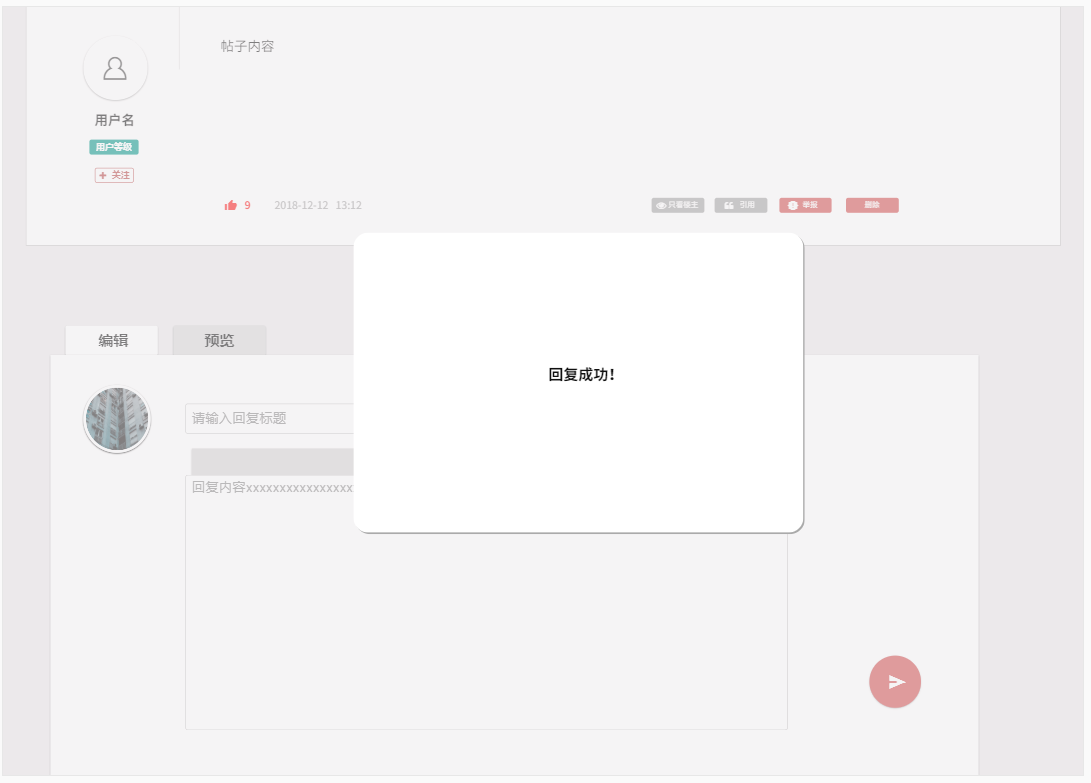 帖子内容
用户名
用户等级
+ 关注
9 2018-12-12 13:12
只看楼主 引用 举报 删除
回复成功!
编辑 预览
请输入回复标题
回复内容xxxxxxxxxxxxxxxx